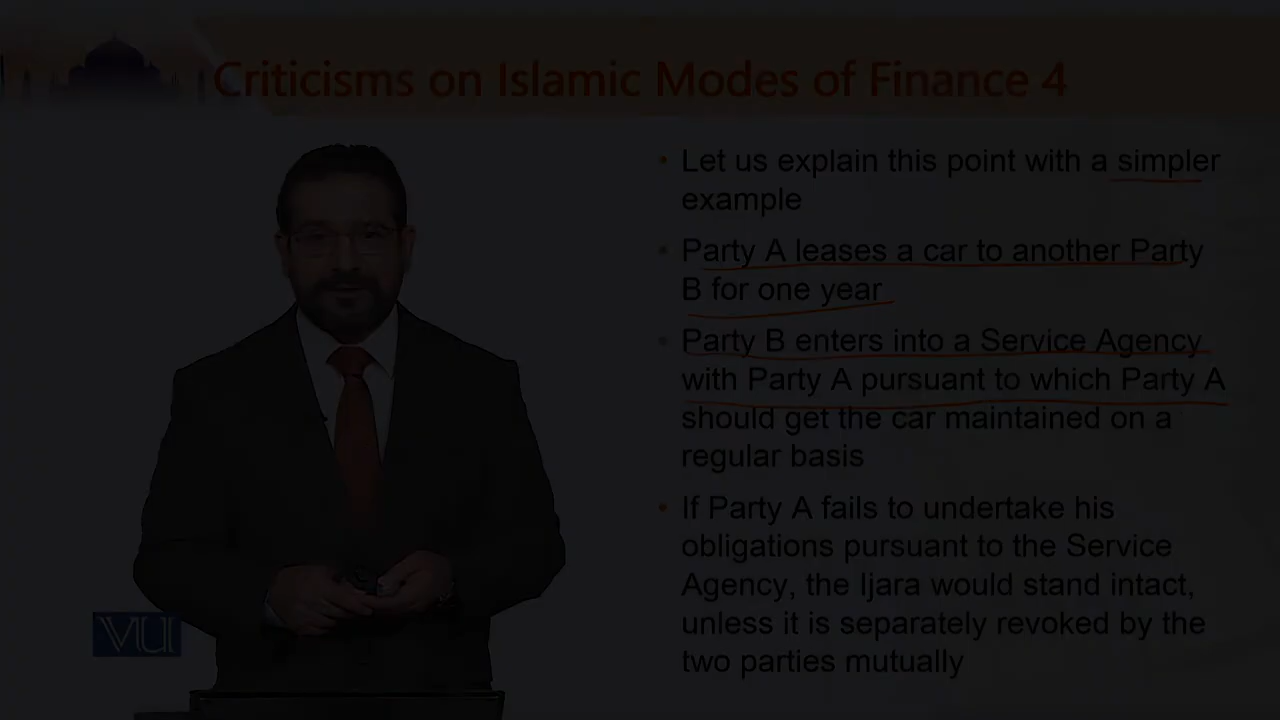 Criticisms on Islamic Modes of Finance 4
Let us explain this point with a simpler
example
Party A leases a car to another Party
B for one year
Party B enters into a Service Agency
with Party A pursuant to which Party A
should get the car maintained on a
regular basis
If Party A fails to undertake his
obligations pursuant to the Service
Agency, the Ijara would stand intact,
unless it is separately revoked by the
two parties mutually
VU